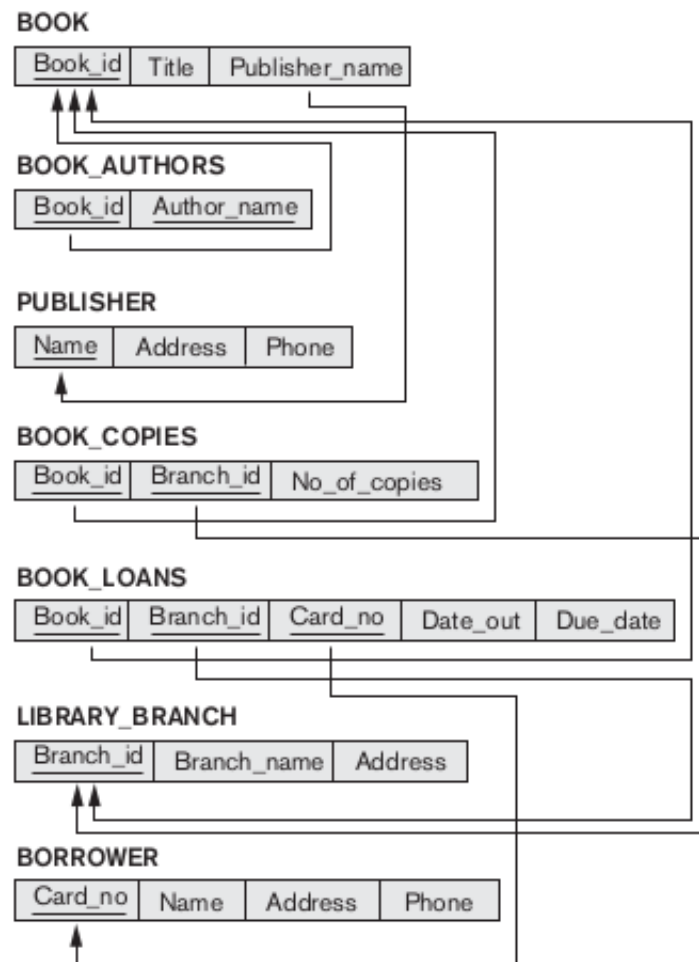 BOOK
Book_id Title Publisher_name
BOOK_AUTHORS
Book_id Author_name
PUBLISHER
Name Address Phone
BOOK_COPIES
Book_id Branch_id No_of_copies
BOOK_LOANS
Book_id Branch_id Card_no Date_out Due_date
LIBRARY_BRANCH
Branch_id Branch_name Address
BORROWER
Card_no Name Address Phone